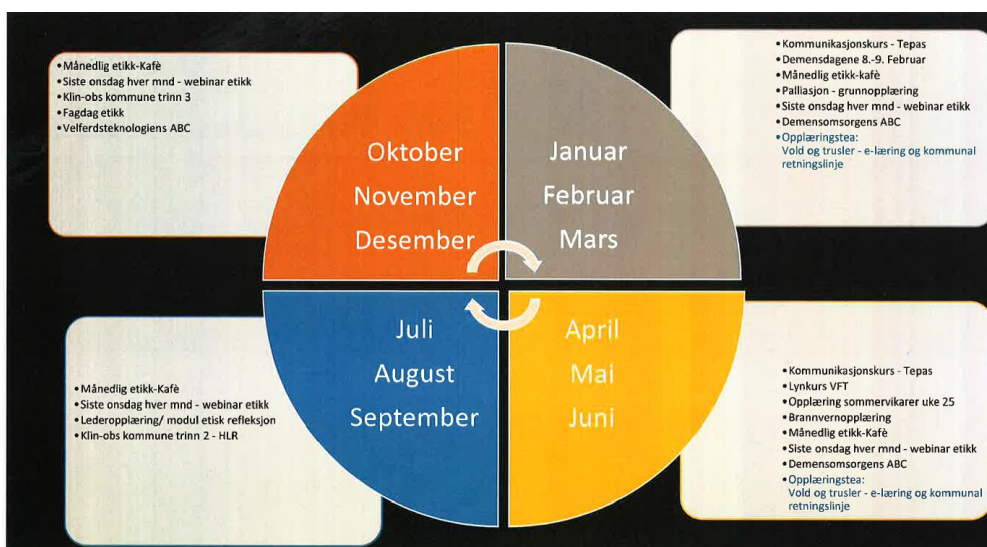 • Månedlig etikk-Kafè
• Siste onsdag hver mnd - webinar etikk
• Klin-obs kommune trinn 3
• Fagdag etikk
• Velferdsteknologiens ABC
Oktober
November
Desember
Januar
Februar
Mars
• Kommunikasjonskurs - Tepas
• Demensdagene 8.-9. Februar
• Månedlig etikk-kafè
• Palliasjon - grunnopplæring
• Siste onsdag hver mnd - webinar etikk
• Demensomsorgens ABC
• Opplæringstea:
Vold og trusler - e-læring og kommunal
retningslinje
• Månedlig etikk-Kafè
• Siste onsdag hver mnd - webinar etikk
• Lederopplæring/ modul etisk refleksjon
• Klin-obs kommune trinn 2 - HLR
Juli
August
September
April
Mai
Juni
• Kommunikasjonskurs - Tepas
• Lynkurs VFT
• Opplæring sommervikarer uke 25
• Brannvernopplæring
• Månedlig etikk-Kafè
• Siste onsdag hver mnd - webinar etikk
• Demensomsorgens ABC
• Opplæringstea:
Vold og trusler - e-læring og kommunal
retningslinje